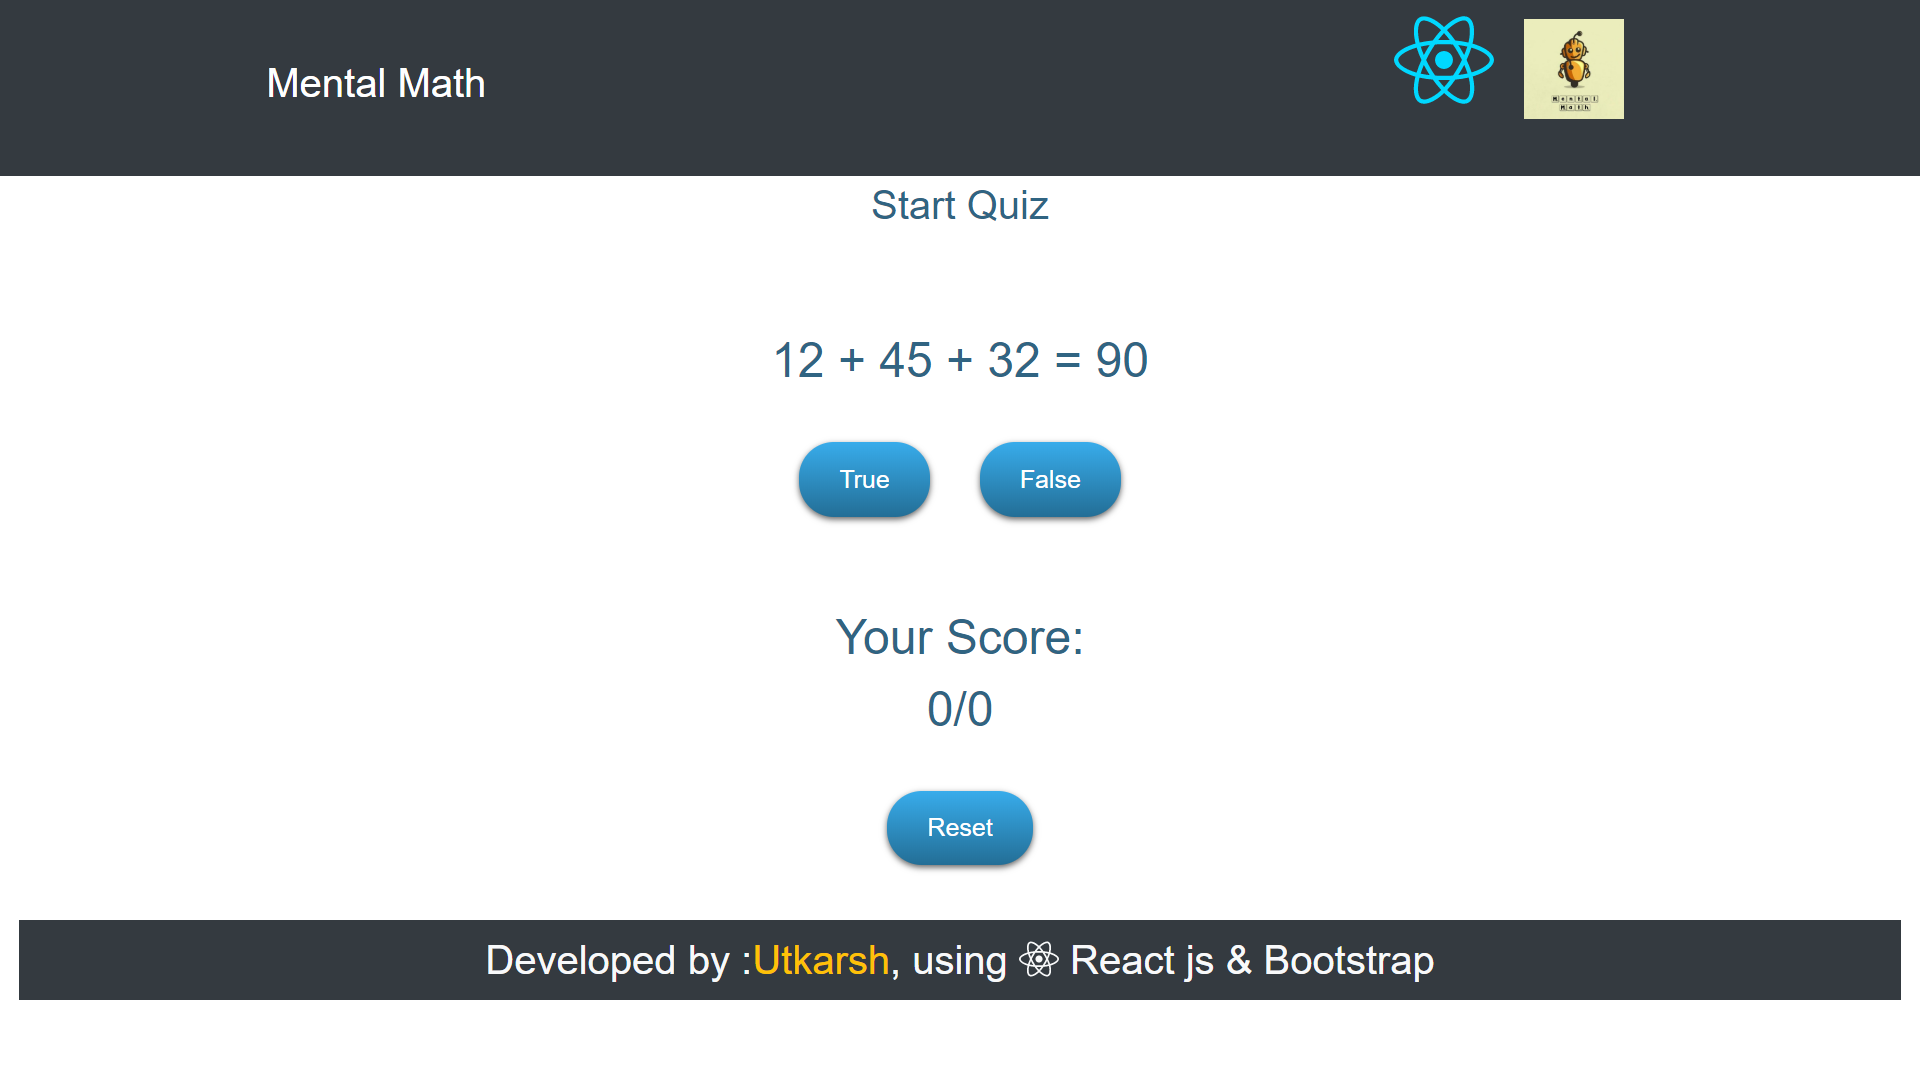 Mental Math
Mental
Math
Start Quiz
12 + 45 + 32 = 90
True False
Your Score:
0/0
Reset
Developed by :Utkarsh, using React js & Bootstrap